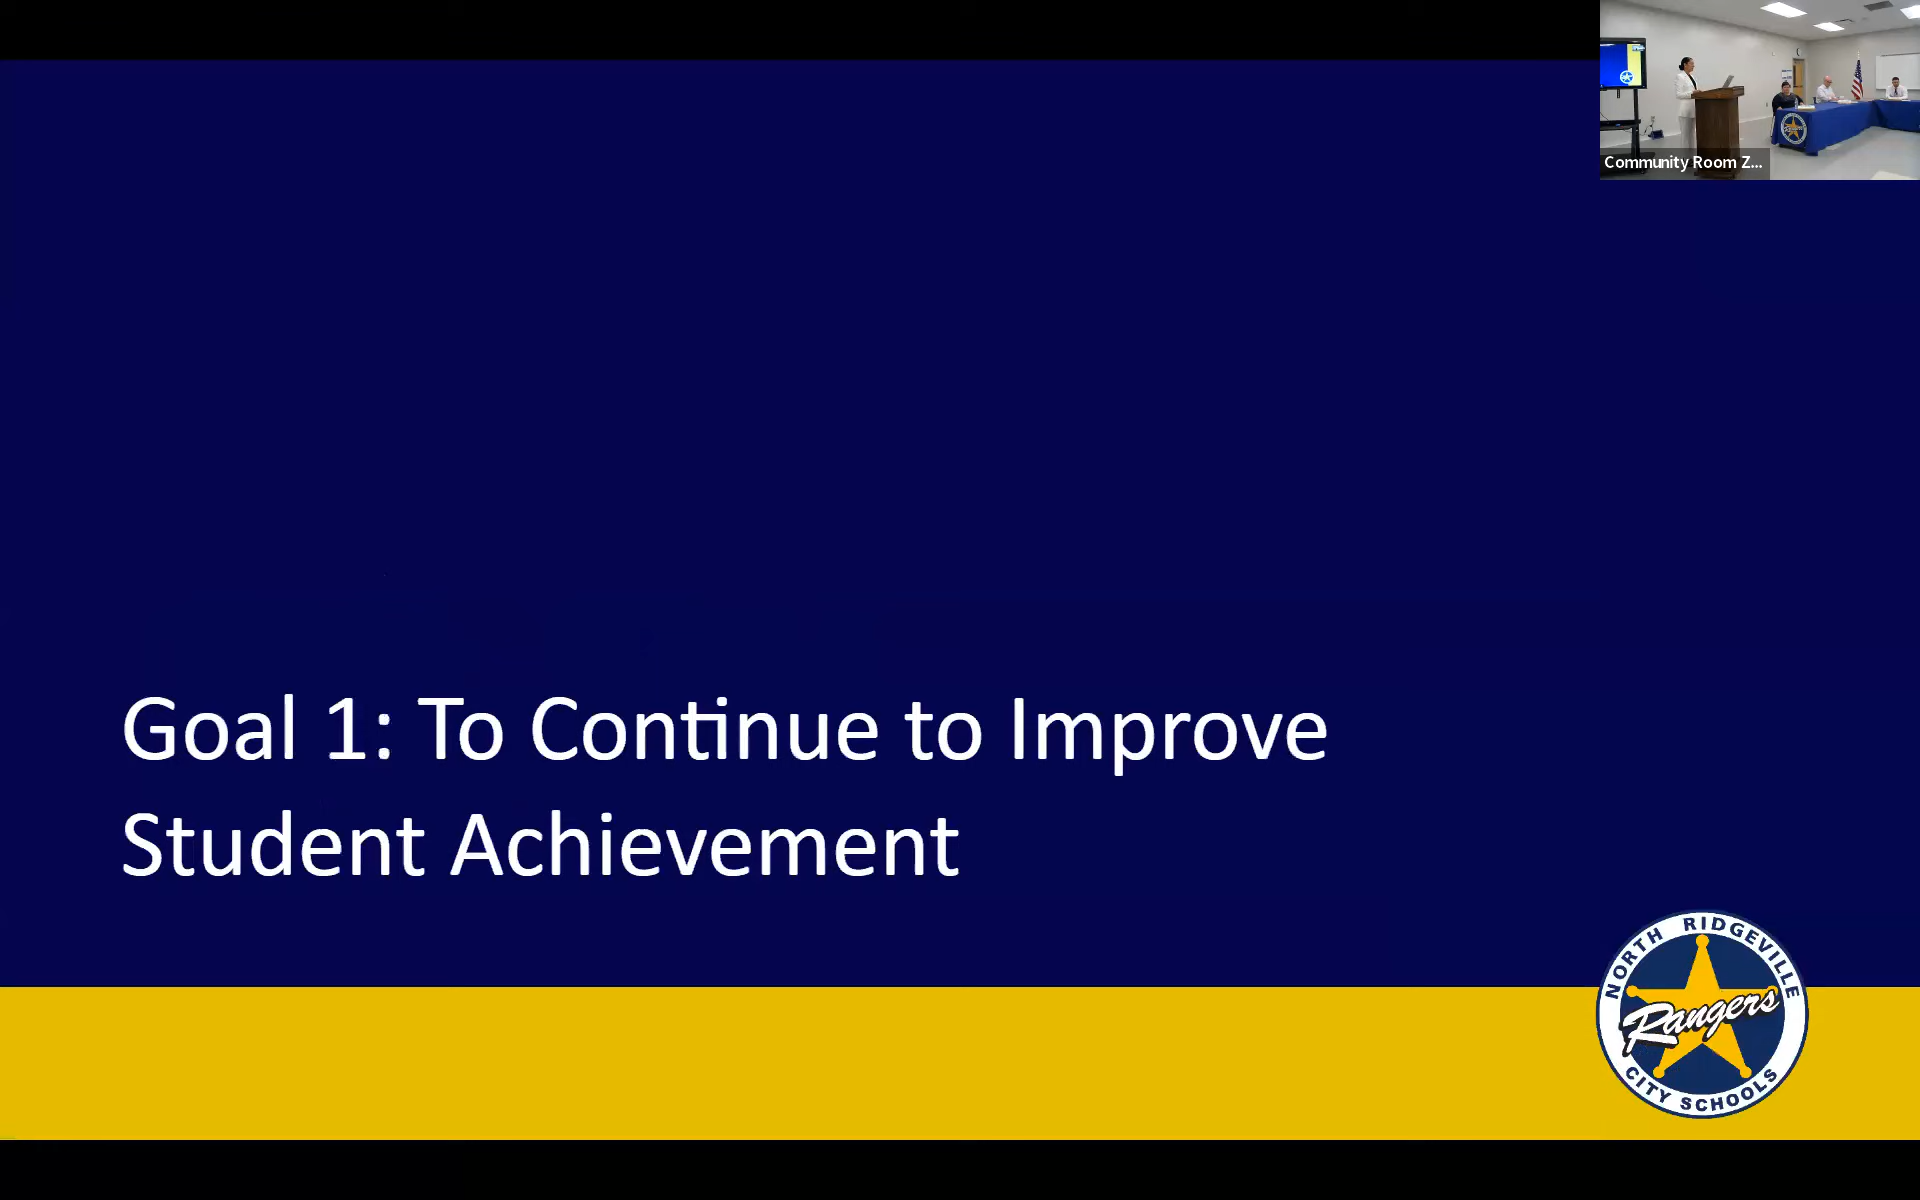 Community Room Z...
Goal 1: To Continue to Improve
Student Achievement
NORTH RIDGEVILLE
Rangers
CITY SCHOOLS